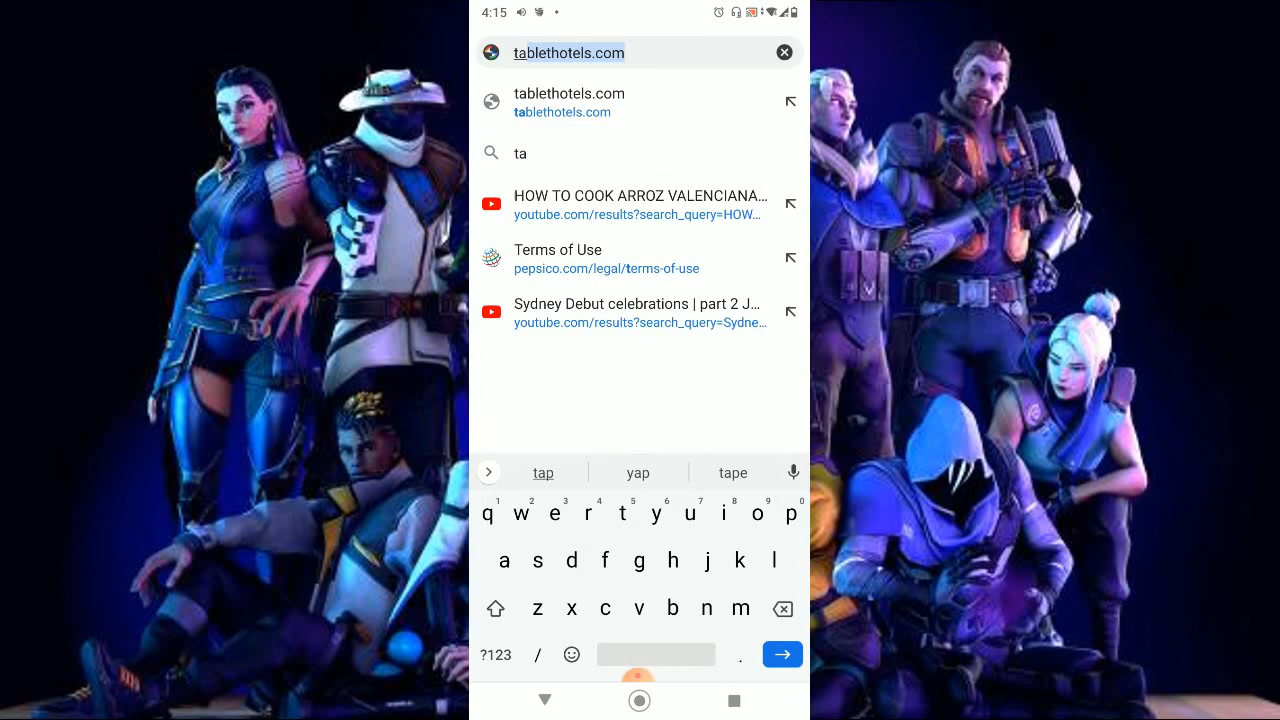 4:15
tablethotels.com
tablethotels.com
tablethotels.com
ta
HOW TO COOK ARROZ VALENCIANA...
youtube.com/results?search_query=HOW...
Terms of Use
pepsico.com/legal/terms-of-use
Sydney Debut celebrations | part 2 J...
youtube.com/results?search_query=Sydne...
tap yap tape
1 2 3 4 5 6 7 8 9 0
q w e r t y u i o p
a s d f g h j k l
z x c v b n m
?123 / .